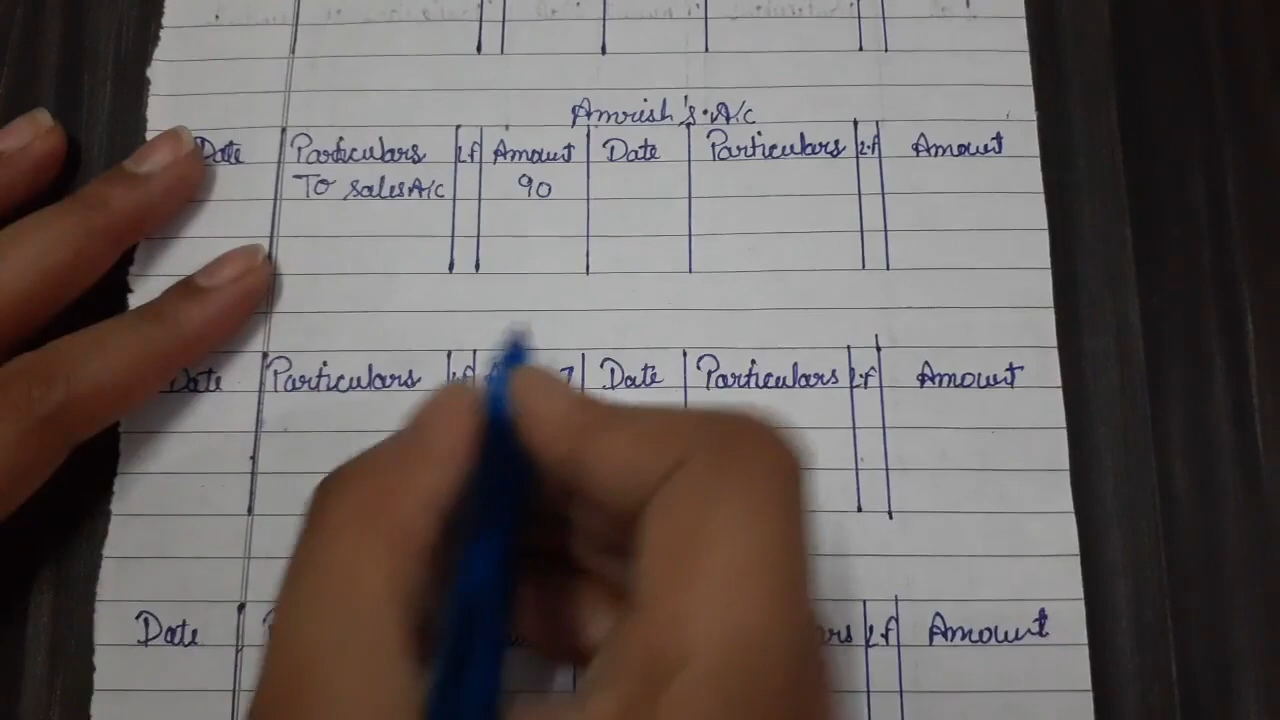 Amrish's A/c
Date Particulars L.f Amount Date Particulars L.f Amount
To Sales A/c 90
Date Particulars L.f Date Particulars L.f Amount
Date L.f Amount